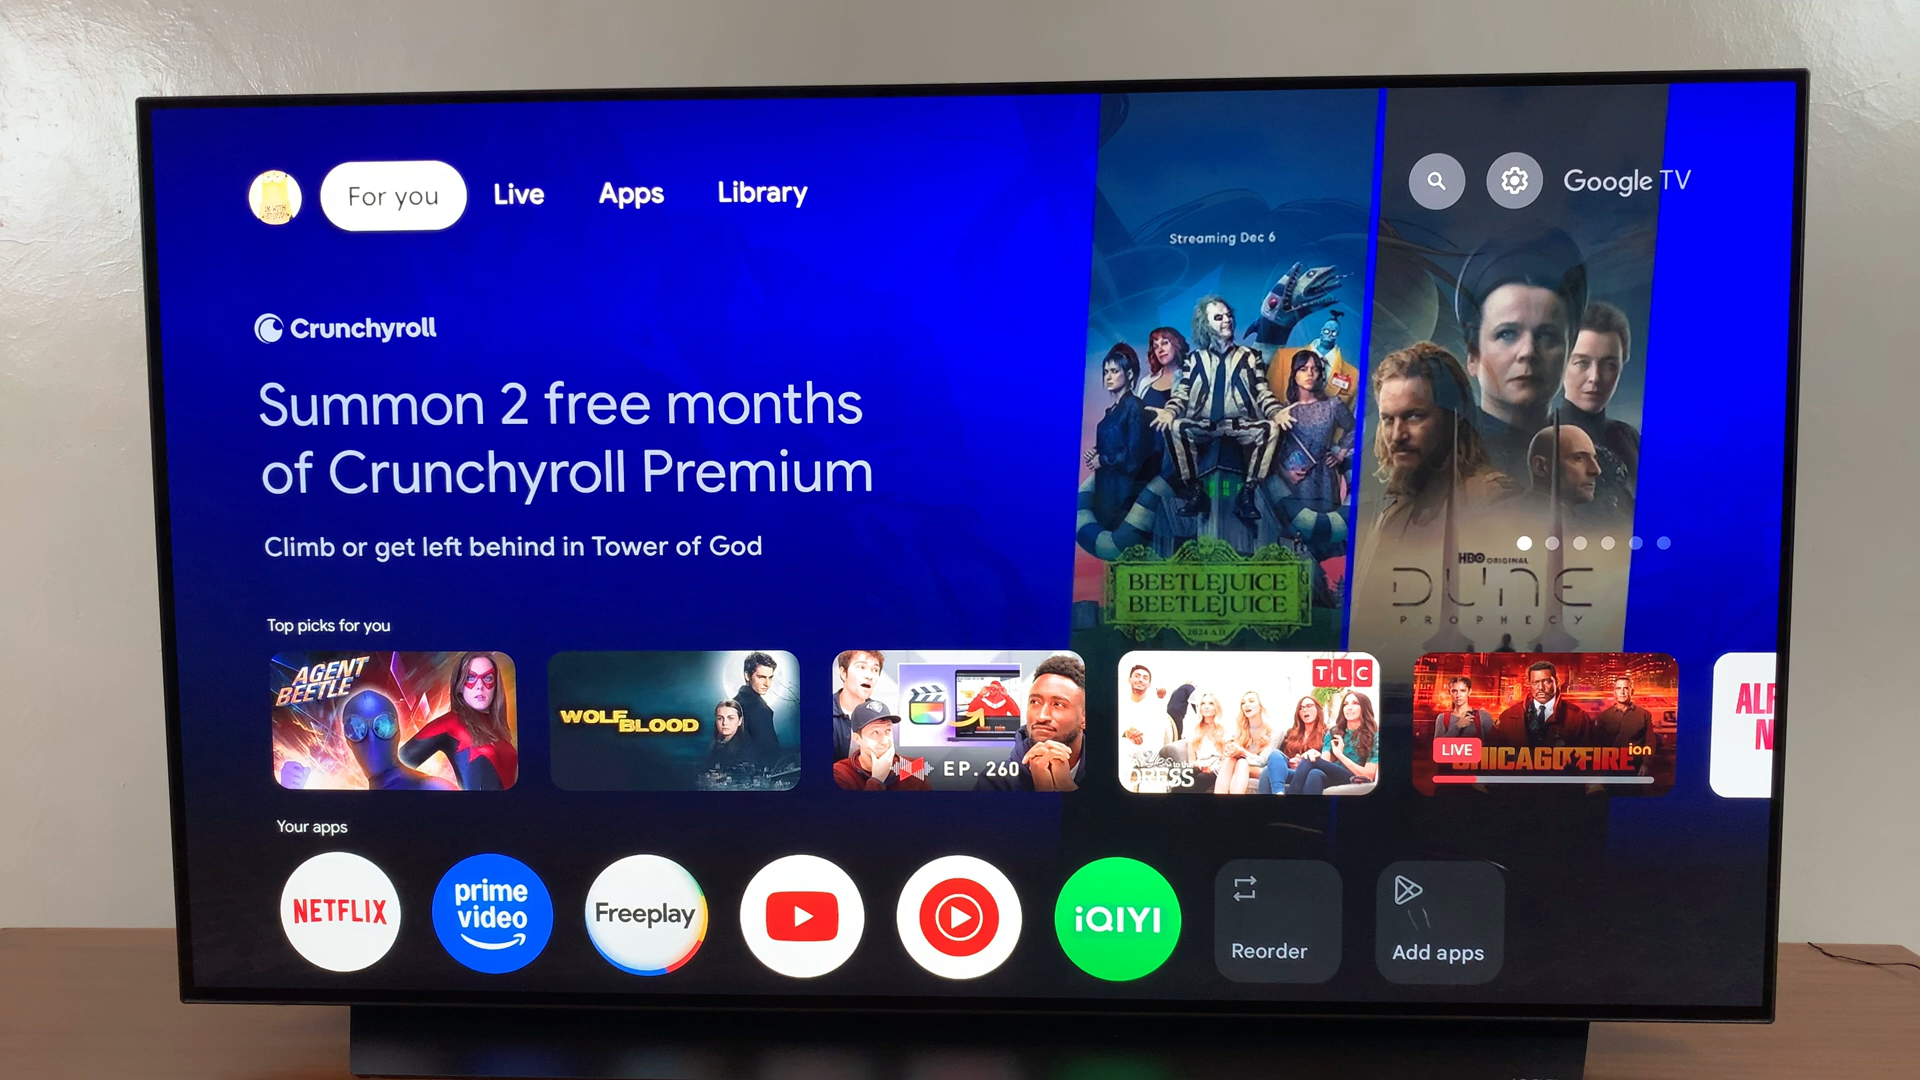 For you
Live
Apps
Library
Google TV
Streaming Dec 6
Crunchyroll
Summon 2 free months
of Crunchyroll Premium
Climb or get left behind in Tower of God
BEETLEJUICE
BEETLEJUICE
HBO ORIGINAL
DUNE
PROPHECY
Top picks for you
AGENT
BEETLE
WOLFBLOOD
EP. 260
TLC
to the
DRESS
LIVE
CHICAGO FIRE
ion
Your apps
NETFLIX
prime
video
Freeplay
iQIYI
Reorder
Add apps